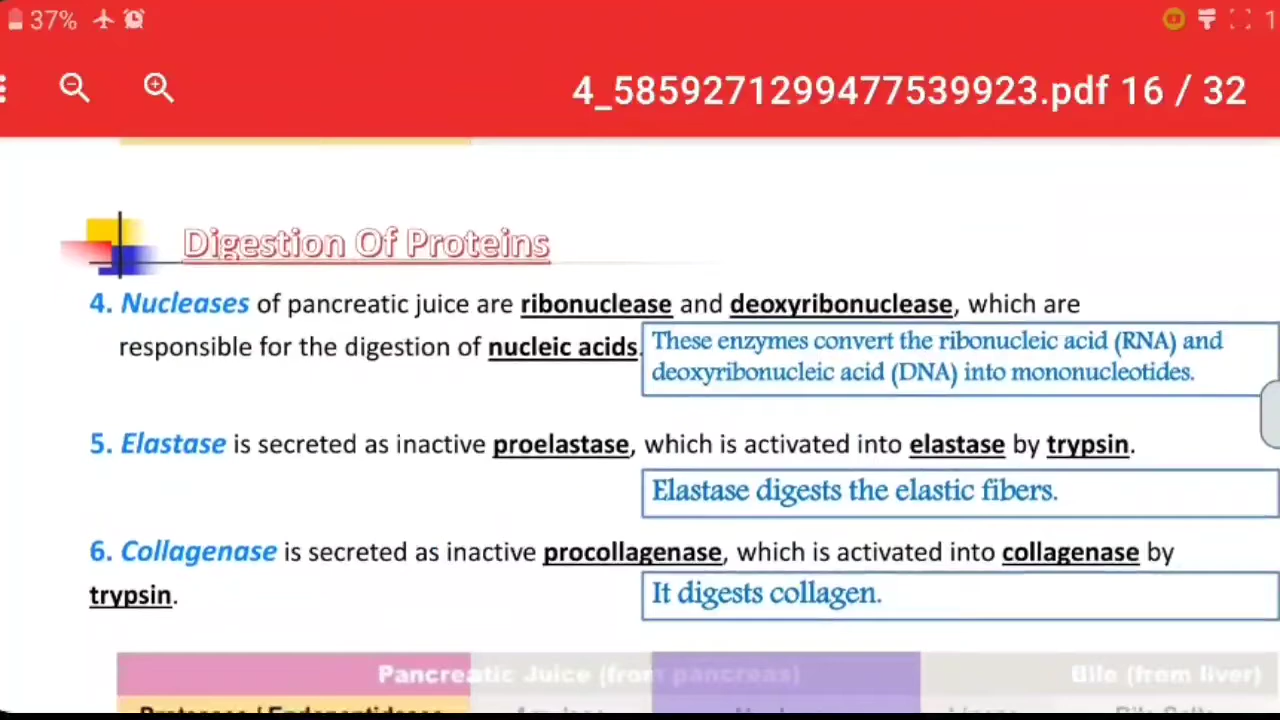 37%
1
4_5859271299477539923.pdf 16 / 32
Digestion Of Proteins
4. Nucleases of pancreatic juice are ribonuclease and deoxyribonuclease, which are
responsible for the digestion of nucleic acids.
These enzymes convert the ribonucleic acid (RNA) and
deoxyribonucleic acid (DNA) into mononucleotides.
5. Elastase is secreted as inactive proelastase, which is activated into elastase by trypsin.
Elastase digests the elastic fibers.
6. Collagenase is secreted as inactive procollagenase, which is activated into collagenase by
trypsin.
It digests collagen.
Pancreatic Juice (from pancreas) Bile (from liver)